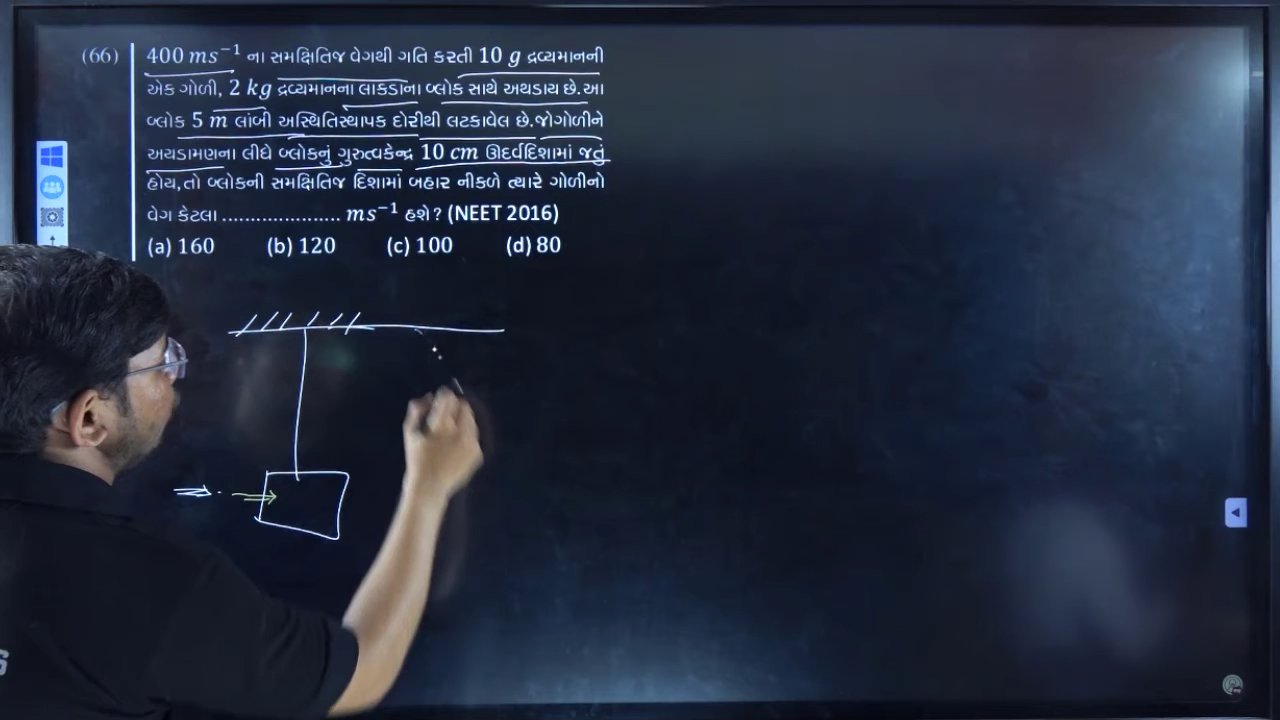 (66) 400 ms⁻¹ ના સમક્ષિતિજ વેગથી ગતિ કરતી 10 g દ્રવ્યમાનની
એક ગોળી, 2 kg દ્રવ્યમાનના લાકડાના બ્લોક સાથે અથડાય છે.આ
બ્લોક 5 m લાંબી અસ્થિતિસ્થાપક દોરીથી લટકાવેલ છે.જોગોળીને
અથડામણના લીધે બ્લોકનું ગુરુત્વકેન્દ્ર 10 cm ઊર્ધ્વદિશામાં જતું
હોય,તો બ્લોકની સમક્ષિતિજ દિશામાં બહાર નીકળે ત્યારે ગોળીનો
વેગ કેટલા ..................... ms⁻¹ હશે? (NEET 2016)
(a) 160 (b) 120 (c) 100 (d) 80